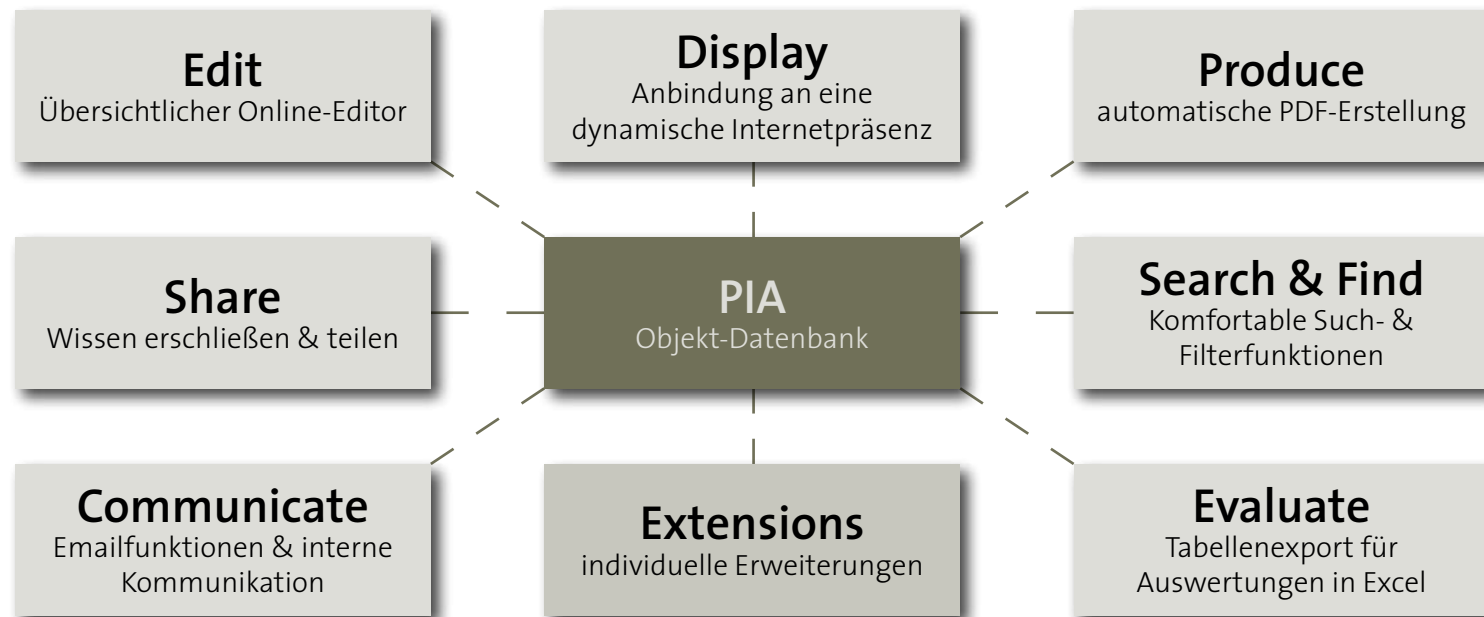 Edit
Übersichtlicher Online-Editor
Display
Anbindung an eine
dynamische Internetpräsenz
Produce
automatische PDF-Erstellung
Share
Wissen erschließen & teilen
PIA
Objekt-Datenbank
Search & Find
Komfortable Such- &
Filterfunktionen
Communicate
Emailfunktionen & interne
Kommunikation
Extensions
individuelle Erweiterungen
Evaluate
Tabellenexport für
Auswertungen in Excel